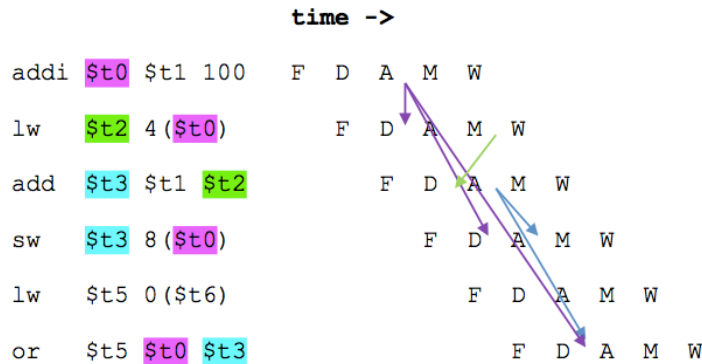 time ->
addi $t0 $t1 100 F D A M W
lw $t2 4($t0) F D A M W
add $t3 $t1 $t2 F D A M W
sw $t3 8($t0) F D A M W
lw $t5 0($t6) F D A M W
or $t5 $t0 $t3 F D A M W